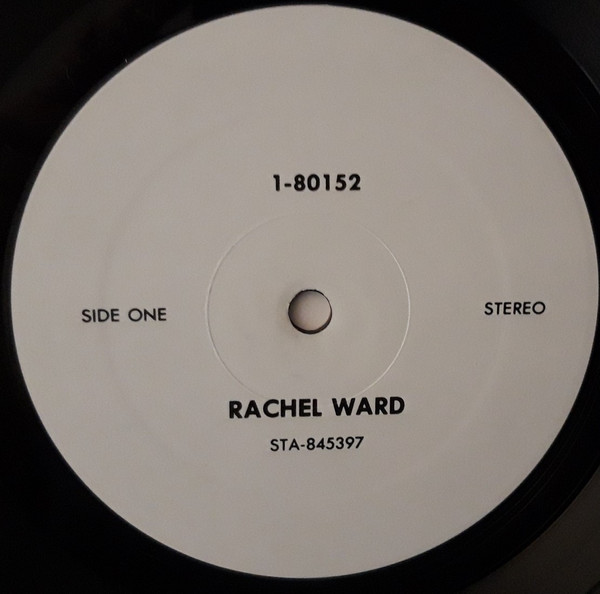 1-80152
SIDE ONE
STEREO
RACHEL WARD
STA-845397